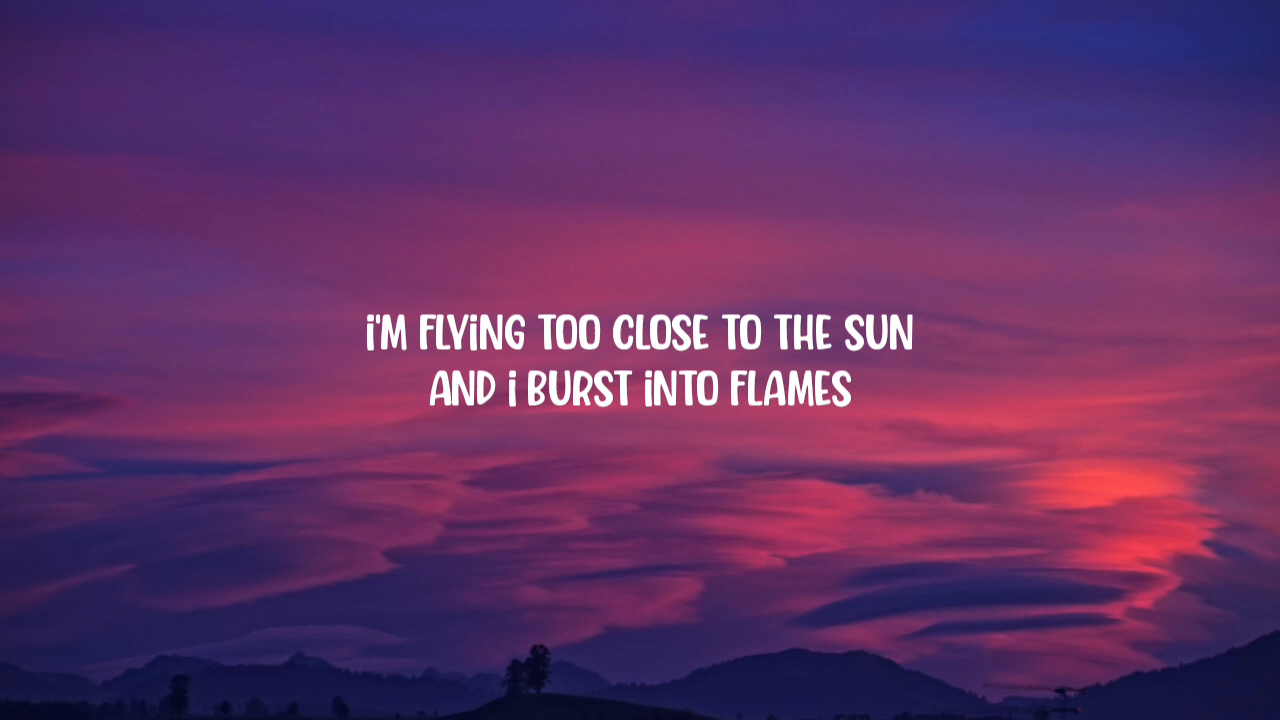 i'M FLYiNG TOO CLOSE TO THE SUN
AND i BURST iNTO FLAMES